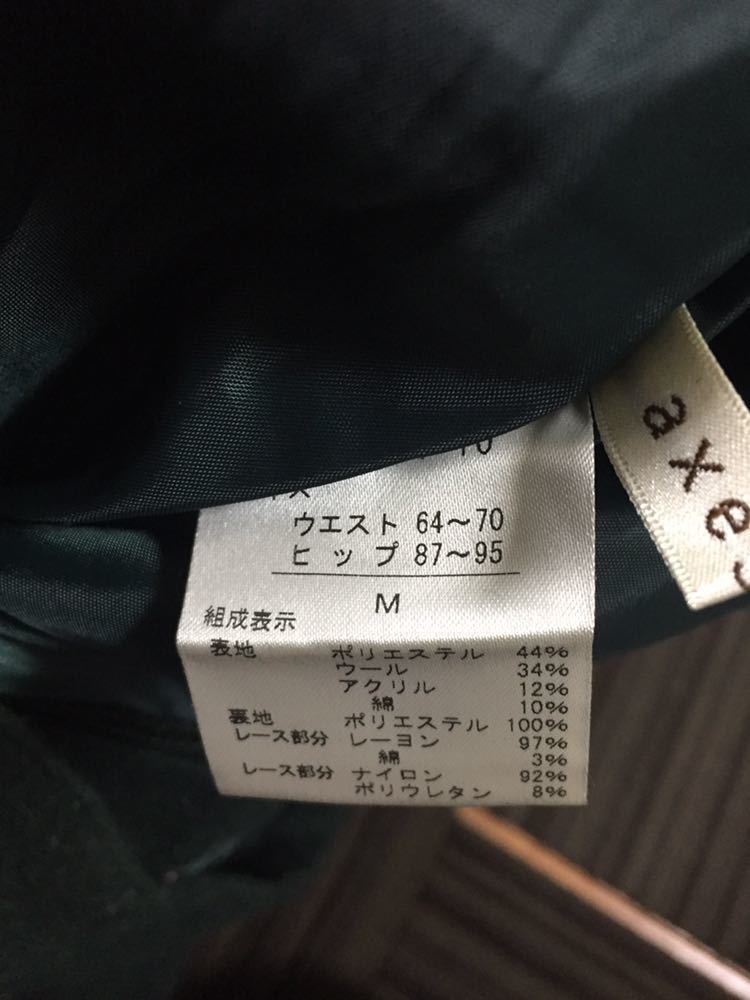 ウエスト 64～70
ヒップ 87～95
M
組成表示
表地 ポリエステル 44%
ウール 34%
アクリル 12%
綿 10%
裏地 ポリエステル 100%
レース部分 レーヨン 97%
綿 3%
レース部分 ナイロン 92%
ポリウレタン 8%
axe